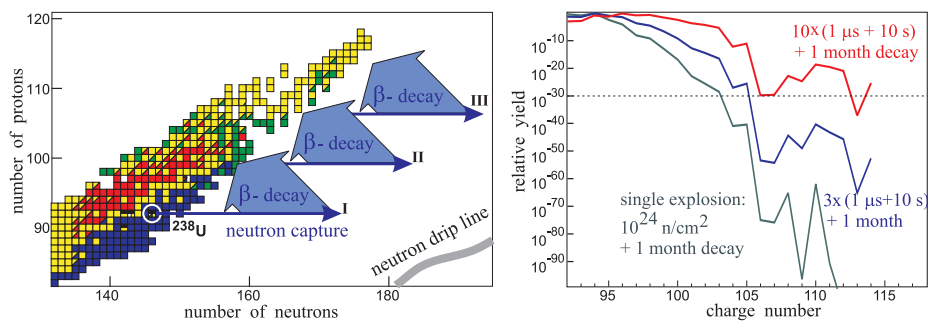 120
110
100
90
number of protons
140
160
180
200
number of neutrons
β- decay
III
β- decay
II
β- decay
I
238U
neutron capture
neutron drip line
10-10
10-20
10-30
10-40
10-50
10-60
10-70
10-80
10-90
relative yield
95
100
105
110
115
charge number
10x (1 μs + 10 s)
+ 1 month decay
3x (1 μs+10 s)
+ 1 month
single explosion:
1024 n/cm2
+ 1 month decay